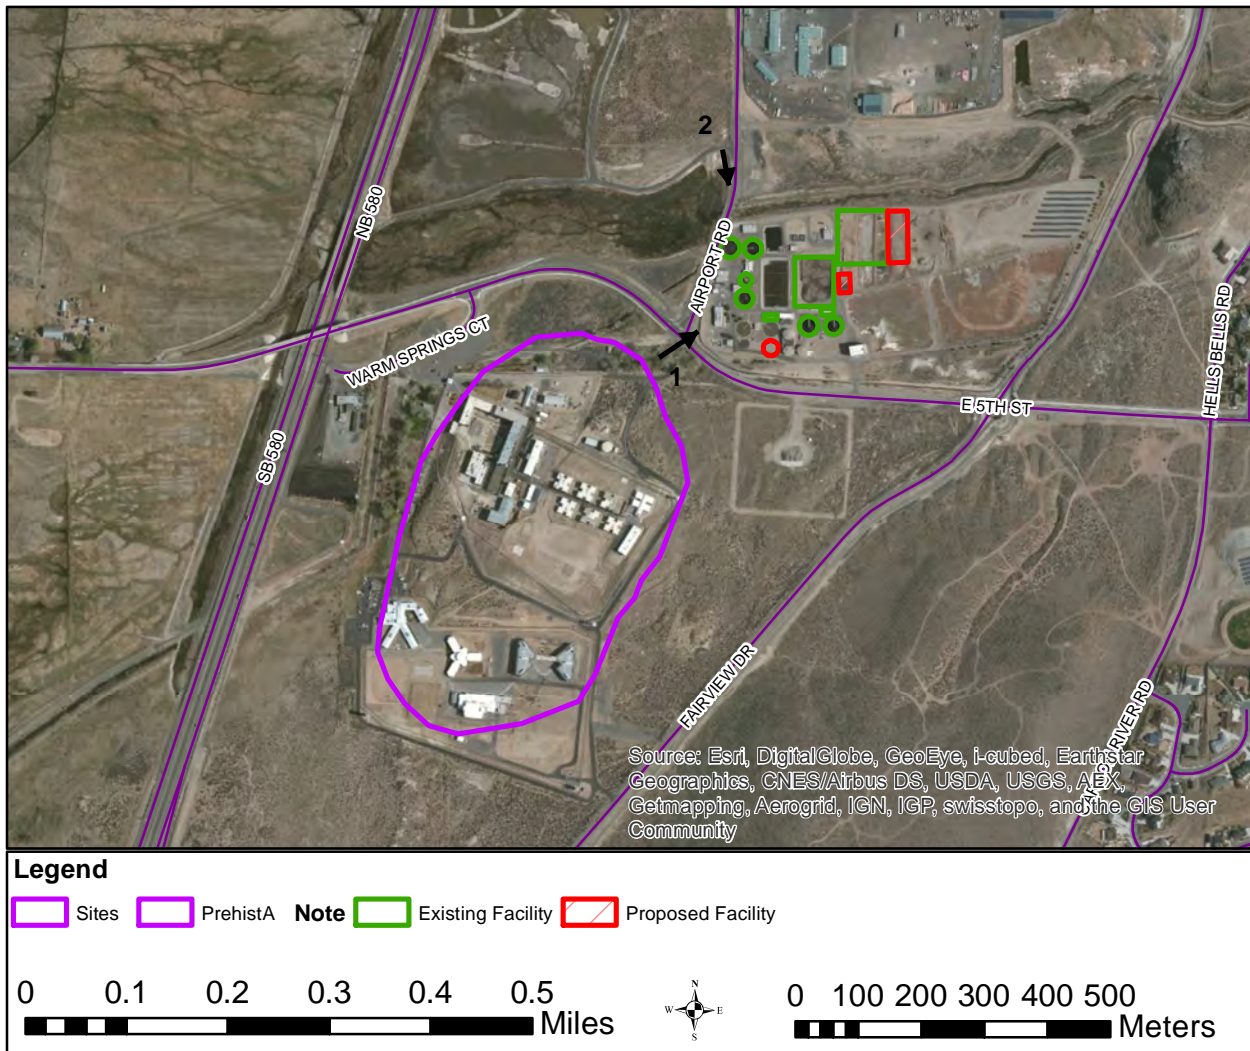 2
NB 580
AIRPORT RD
WARM SPRINGS CT
1
HELLS BELLS RD
E 5TH ST
SB 580
FAIRVIEW DR
RIVER RD
Source: Esri, DigitalGlobe, GeoEye, i-cubed, Earthstar
Geographics, CNES/Airbus DS, USDA, USGS, AEX,
Getmapping, Aerogrid, IGN, IGP, swisstopo, and the GIS User
Community
Legend
Sites PrehistA Note Existing Facility Proposed Facility
0 0.1 0.2 0.3 0.4 0.5 Miles
N
W E
S
0 100 200 300 400 500 Meters